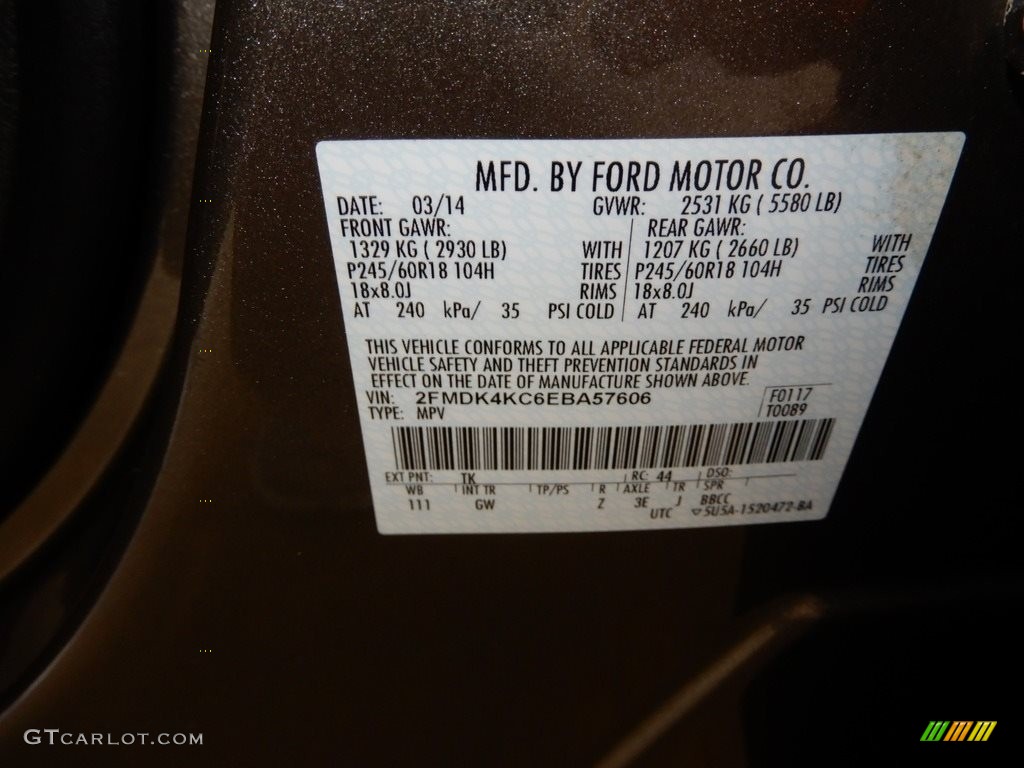 MFD. BY FORD MOTOR CO.
DATE: 03/14 GVWR: 2531 KG ( 5580 LB)
FRONT GAWR: REAR GAWR:
1329 KG ( 2930 LB) WITH 1207 KG ( 2660 LB) WITH
P245/60R18 104H TIRES P245/60R18 104H TIRES
18x8.0J RIMS 18x8.0J RIMS
AT 240 kPa/ 35 PSI COLD AT 240 kPa/ 35 PSI COLD
THIS VEHICLE CONFORMS TO ALL APPLICABLE FEDERAL MOTOR
VEHICLE SAFETY AND THEFT PREVENTION STANDARDS IN
EFFECT ON THE DATE OF MANUFACTURE SHOWN ABOVE.
VIN: 2FMDK4KC6EBA57606 F0117
TYPE: MPV T0089
EXT PNT: TK RC: 44 DSO:
WB INT TR TP/PS R AXLE TR SPR
111 GW Z 3E J BBCC
UTC ▽5U5A-1520472-BA
GTCARLOT.COM